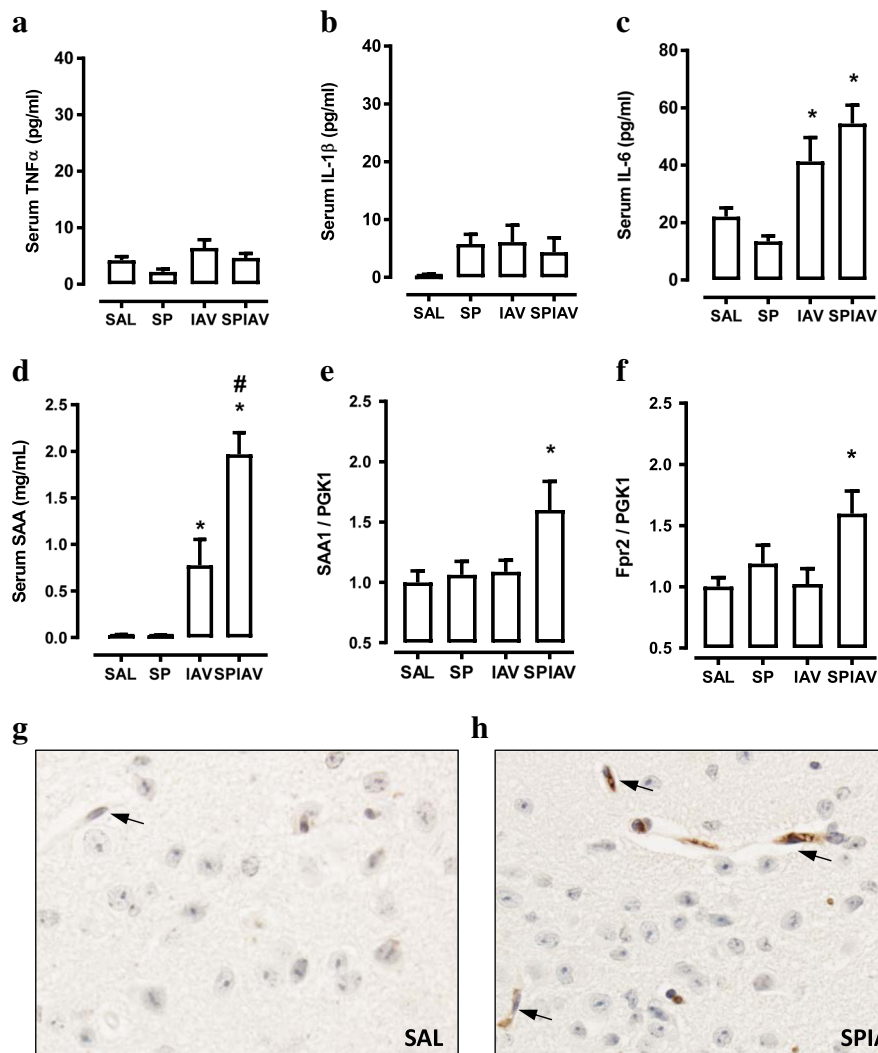 a
Serum TNFα (pg/ml)
40
30
20
10
0
SAL SP IAV SPIAV
b
Serum IL-1β (pg/ml)
40
30
20
10
0
SAL SP IAV SPIAV
c
Serum IL-6 (pg/ml)
80
60
40
20
0
* *
SAL SP IAV SPIAV
d
Serum SAA (mg/mL)
2.5
2.0
1.5
1.0
0.5
0.0
#
*
*
SAL SP IAV SPIAV
e
SAA1 / PGK1
2.5
2.0
1.5
1.0
0.5
*
SAL SP IAV SPIAV
f
Fpr2 / PGK1
2.5
2.0
1.5
1.0
0.5
*
SAL SP IAV SPIAV
g
SAL
h
SPIA